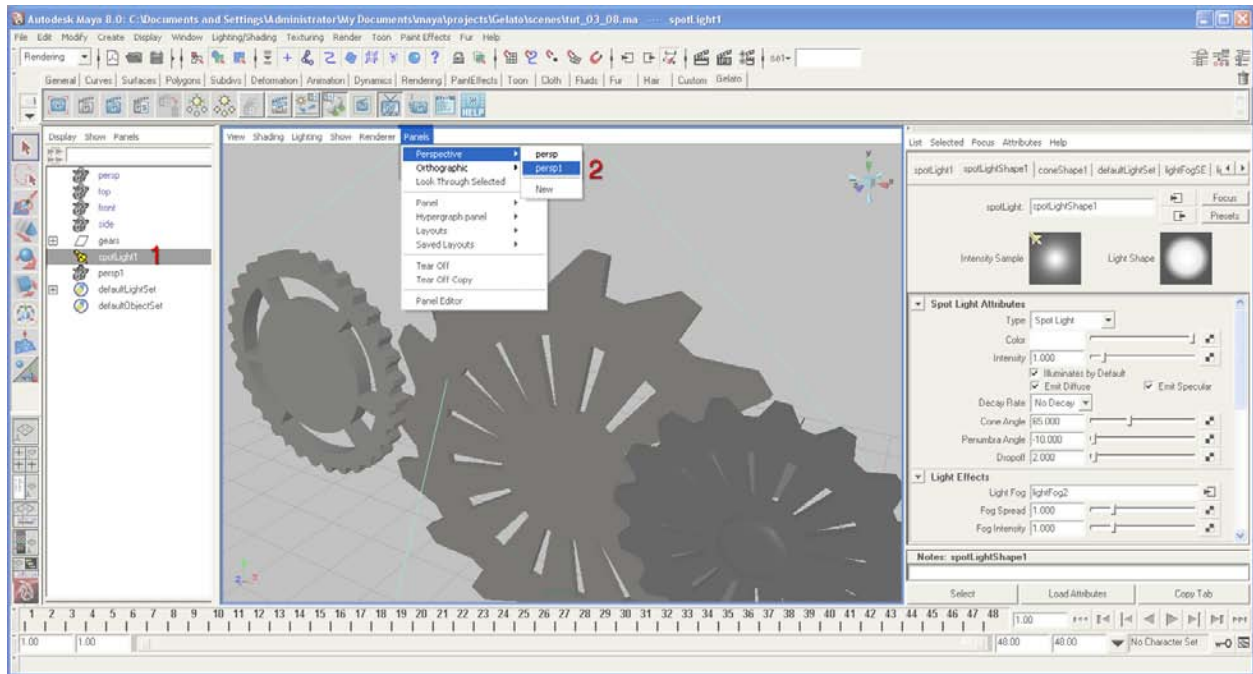 Autodesk Maya 8.0: C:\Documents and Settings\Administrator\My Documents\maya\projects\Gelato\scenes\tut_03_08.ma --- spotLight1
File Edit Modify Create Display Window Lighting/Shading Texturing Render Toon Paint Effects Fur Help
Rendering
sel-
General Curves Surfaces Polygons Subdivs Deformation Animation Dynamics Rendering PaintEffects Toon Cloth Fluids Fur Hair Custom Gelato
HELP
Display Show Panels
persp
top
front
side
gears
spotLight1 1
persp1
defaultLightSet
defaultObjectSet
View Shading Lighting Show Renderer Panels
Perspective
Orthographic
Look Through Selected
Panel
Hypergraph panel
Layouts
Saved Layouts
Tear Off
Tear Off Copy
Panel Editor
persp
persp1 2
New
List Selected Focus Attributes Help
spotLight1 spotLightShape1 coneShape1 defaultLightSet lightFogSE
spotLight: spotLightShape1
Focus
Presets
Intensity Sample
Light Shape
Spot Light Attributes
Type Spot Light
Color
Intensity 1.000
Illuminates by Default
Emit Diffuse Emit Specular
Decay Rate No Decay
Cone Angle 65.000
Penumbra Angle -10.000
Dropoff 2.000
Light Effects
Light Fog lightFog2
Fog Spread 1.000
Fog Intensity 1.000
Notes: spotLightShape1
Select Load Attributes Copy Tab
1 2 3 4 5 6 7 8 9 10 11 12 13 14 15 16 17 18 19 20 21 22 23 24 25 26 27 28 29 30 31 32 33 34 35 36 37 38 39 40 41 42 43 44 45 46 47 48
1.00
1.00 1.00 48.00 48.00 No Character Set